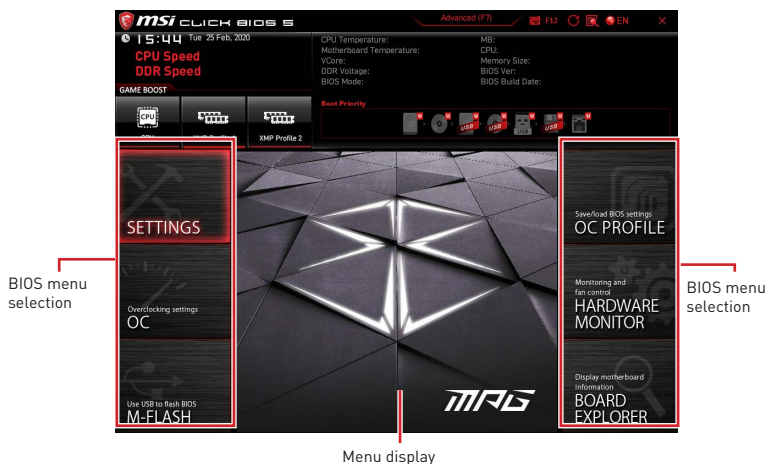 msi CLICK BIOS 5
Advanced (F7)
F12
EN
15:44 Tue 25 Feb, 2020
CPU Speed
DDR Speed
CPU Temperature:
Motherboard Temperature:
VCore:
DDR Voltage:
BIOS Mode:
MB:
CPU:
Memory Size:
BIOS Ver:
BIOS Build Date:
GAME BOOST
CPU
XMP Profile 2
Boot Priority
U U U U U U U
USB USB USB USB
SETTINGS
Overclocking settings
OC
Use USB to flash BIOS
M-FLASH
Save/load BIOS settings
OC PROFILE
Monitoring and
fan control
HARDWARE
MONITOR
Display motherboard
information
BOARD
EXPLORER
MPG
BIOS menu
selection
BIOS menu
selection
Menu display